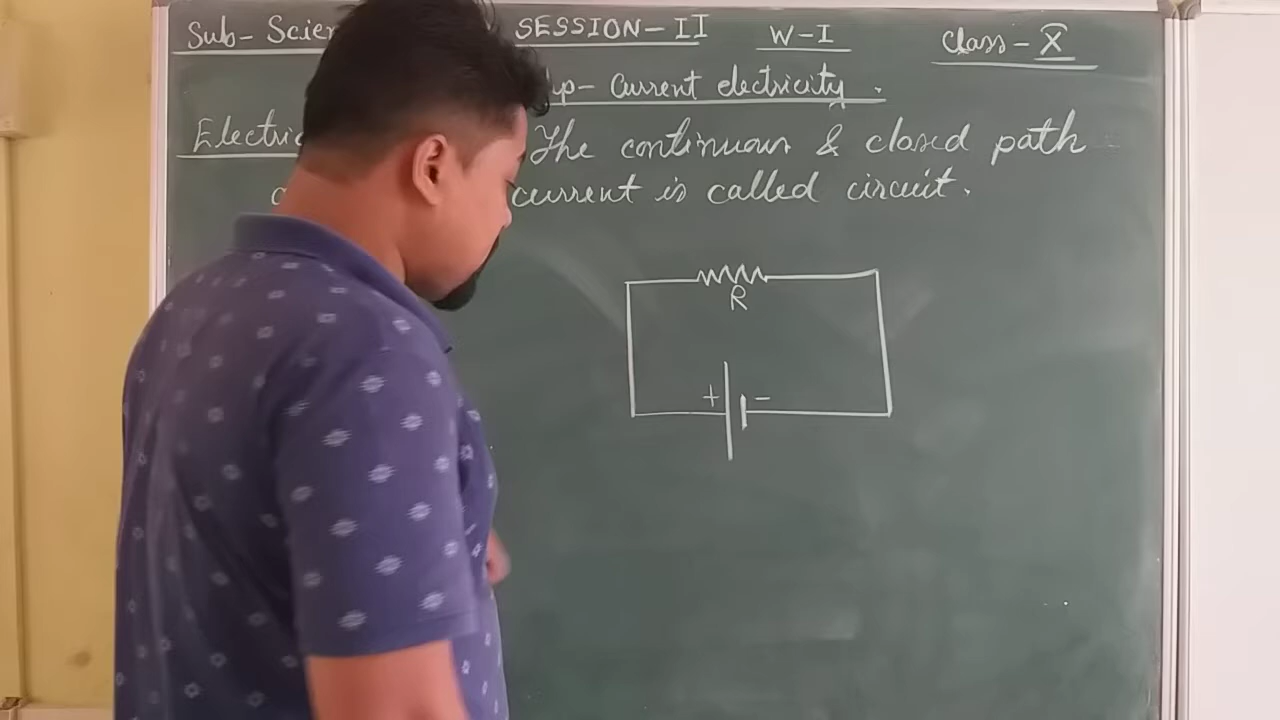 Sub- Scien SESSION-II W-I Class-X
Current electricity.
Electric The continuous & closed path
current is called circuit.
R
+ −